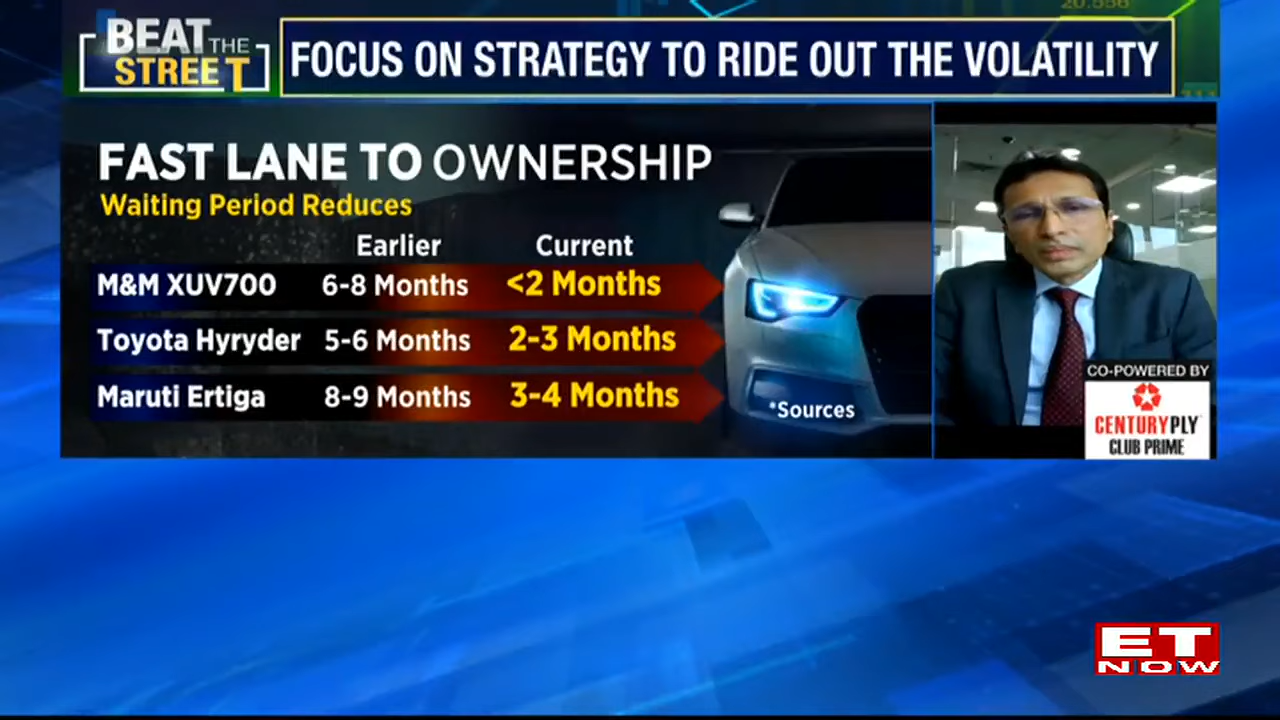 BEAT THE
STREET
FOCUS ON STRATEGY TO RIDE OUT THE VOLATILITY
FAST LANE TO OWNERSHIP
Waiting Period Reduces
Earlier Current
M&M XUV700 6-8 Months <2 Months
Toyota Hyryder 5-6 Months 2-3 Months
Maruti Ertiga 8-9 Months 3-4 Months
*Sources
CO-POWERED BY
CENTURYPLY
CLUB PRIME
ET
NOW